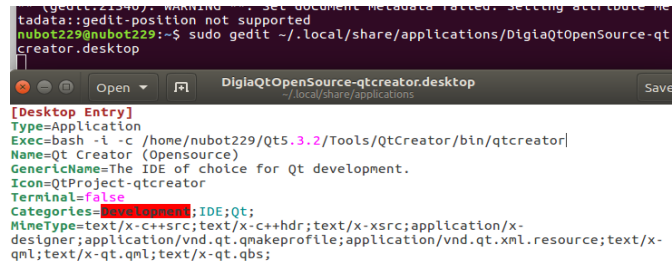 ** (gedit:21340): WARNING **: Set document metadata failed: Setting attribute me
tadata::gedit-position not supported
nubot229@nubot229:~$ sudo gedit ~/.local/share/applications/DigiaQtOpenSource-qt
creator.desktop
Open
DigiaQtOpenSource-qtcreator.desktop
~/.local/share/applications
Save
[Desktop Entry]
Type=Application
Exec=bash -i -c /home/nubot229/Qt5.3.2/Tools/QtCreator/bin/qtcreator
Name=Qt Creator (Opensource)
GenericName=The IDE of choice for Qt development.
Icon=QtProject-qtcreator
Terminal=false
Categories=Development;IDE;Qt;
MimeType=text/x-c++src;text/x-c++hdr;text/x-xsrc;application/x-
designer;application/vnd.qt.qmakeprofile;application/vnd.qt.xml.resource;text/x-
qml;text/x-qt.qml;text/x-qt.qbs;